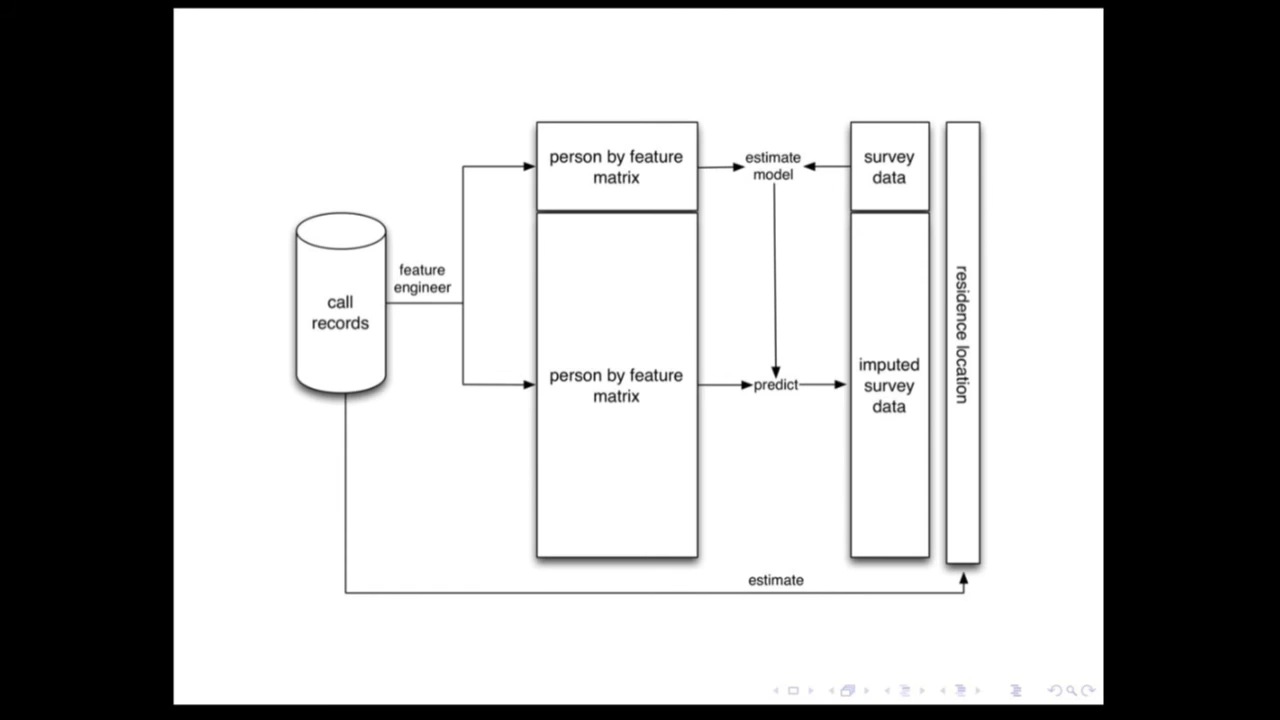 person by feature
matrix
estimate
model
survey
data
feature
engineer
call
records
residence location
person by feature
matrix
predict
imputed
survey
data
estimate